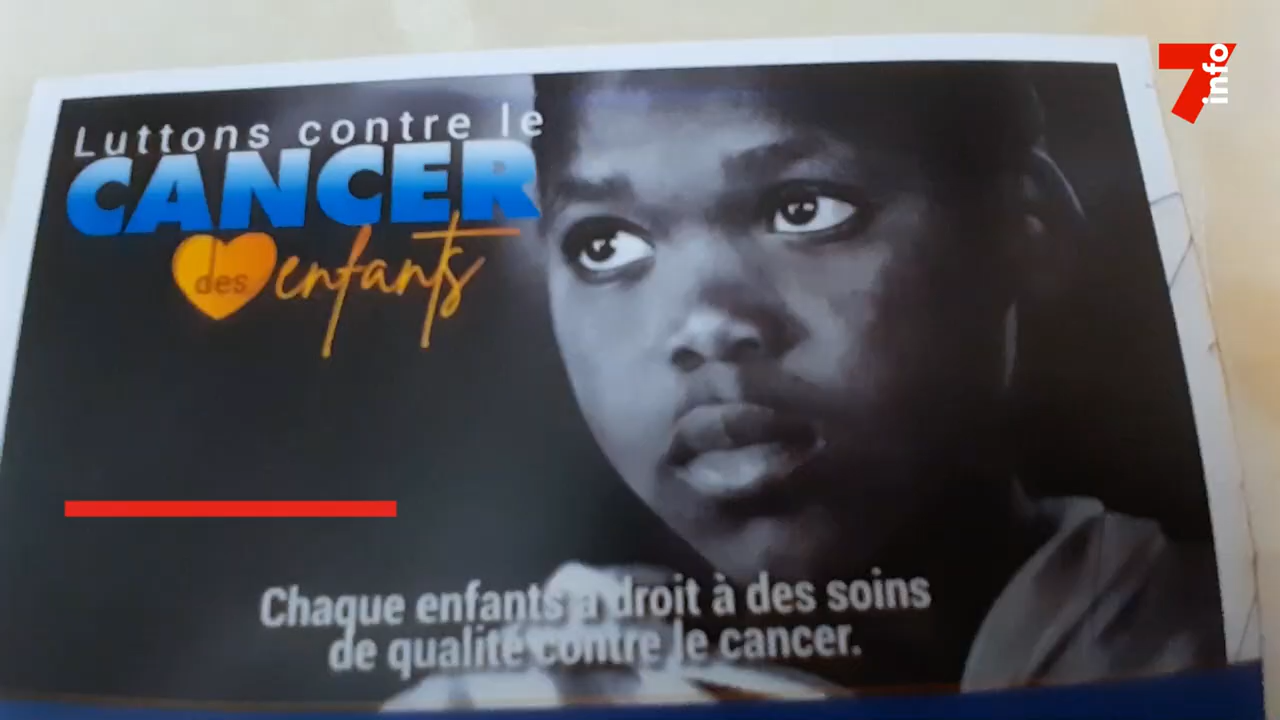 7info
Luttons contre le
CANCER
des enfants
Chaque enfants a droit à des soins
de qualité contre le cancer.